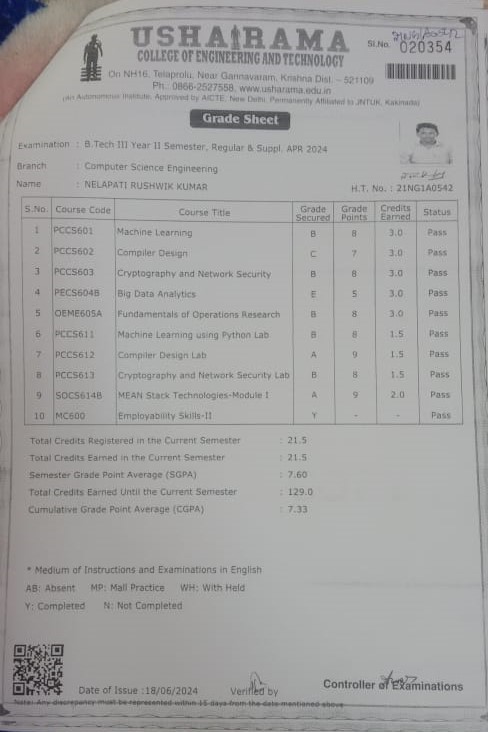 USHA RAMA
COLLEGE OF ENGINEERING AND TECHNOLOGY
On NH16, Telaprolu, Near Gannavaram, Krishna Dist. - 521109
Ph.: 0866-2527558, www.usharama.edu.in
(An Autonomous Institute, Approved by AICTE, New Delhi, Permanently Affiliated to JNTUK, Kakinada)
Sl.No. 020354
Grade Sheet
Examination : B.Tech III Year II Semester, Regular & Suppl. APR 2024
Branch : Computer Science Engineering
Name : NELAPATI RUSHWIK KUMAR H.T. No. : 21NG1A0542
S.No. Course Code Course Title Grade Secured Grade Points Credits Earned Status
1 PCCS601 Machine Learning B 8 3.0 Pass
2 PCCS602 Compiler Design C 7 3.0 Pass
3 PCCS603 Cryptography and Network Security B 8 3.0 Pass
4 PECS604B Big Data Analytics E 5 3.0 Pass
5 OEME605A Fundamentals of Operations Research B 8 3.0 Pass
6 PCCS611 Machine Learning using Python Lab B 8 1.5 Pass
7 PCCS612 Compiler Design Lab A 9 1.5 Pass
8 PCCS613 Cryptography and Network Security Lab B 8 1.5 Pass
9 SOCS614B MEAN Stack Technologies-Module I A 9 2.0 Pass
10 MC600 Employability Skills-II Y - - Pass
Total Credits Registered in the Current Semester : 21.5
Total Credits Earned in the Current Semester : 21.5
Semester Grade Point Average (SGPA) : 7.60
Total Credits Earned Until the Current Semester : 129.0
Cumulative Grade Point Average (CGPA) : 7.33
* Medium of Instructions and Examinations in English
AB: Absent MP: Mall Practice WH: With Held
Y: Completed N: Not Completed
Date of Issue :18/06/2024 Verified by Controller of Examinations
Note: Any discrepancy must be represented within 15 days from the date mentioned above